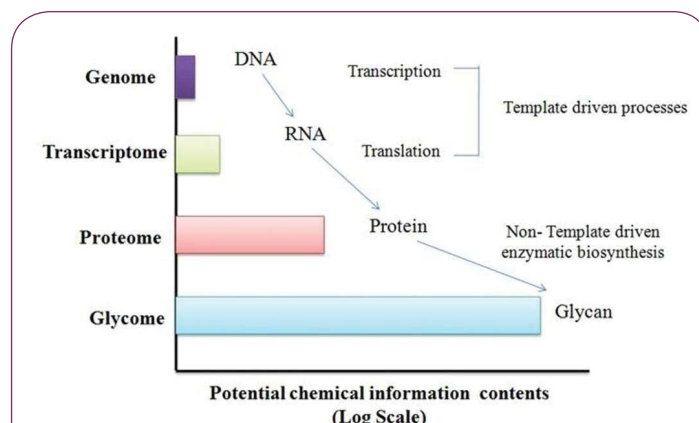 Genome
DNA
Transcription
Template driven processes
RNA
Transcriptome
Translation
Protein
Proteome
Non- Template driven
enzymatic biosynthesis
Glycan
Glycome
Potential chemical information contents
(Log Scale)